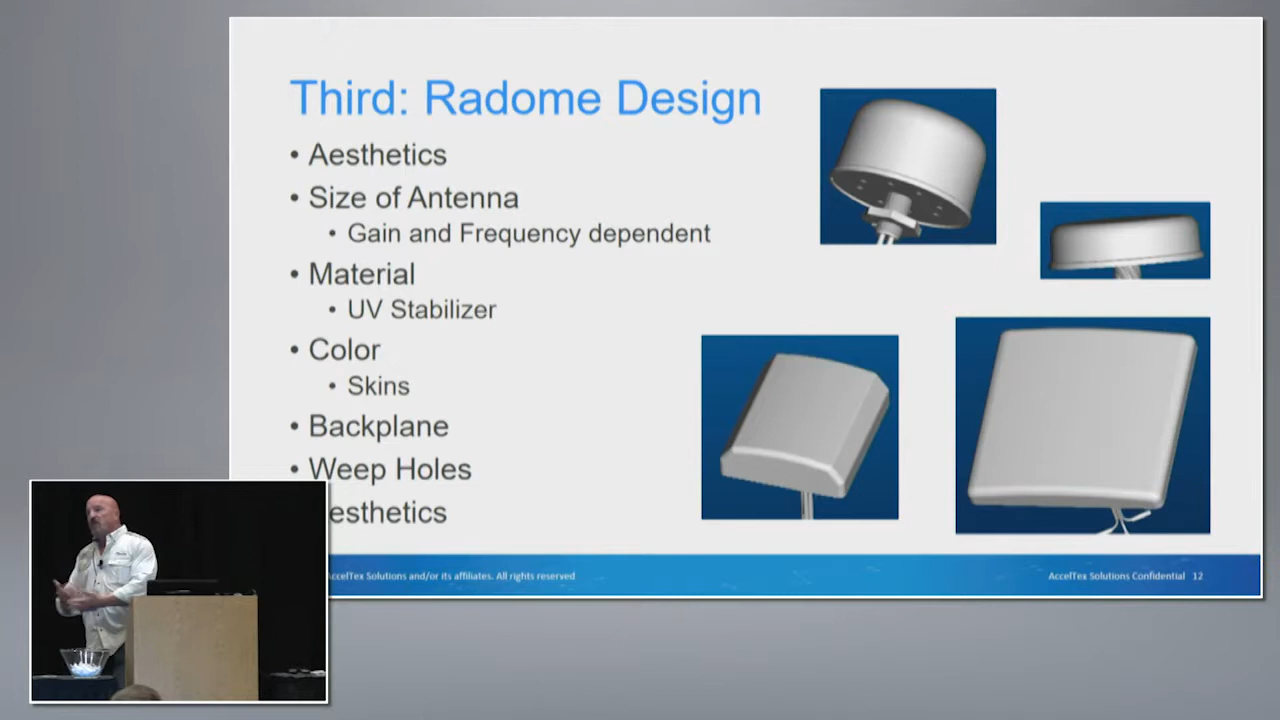 Third: Radome Design
• Aesthetics
• Size of Antenna
• Gain and Frequency dependent
• Material
• UV Stabilizer
• Color
• Skins
• Backplane
• Weep Holes
esthetics
AccelTex Solutions and/or its affiliates. All rights reserved
AccelTex Solutions Confidential 12